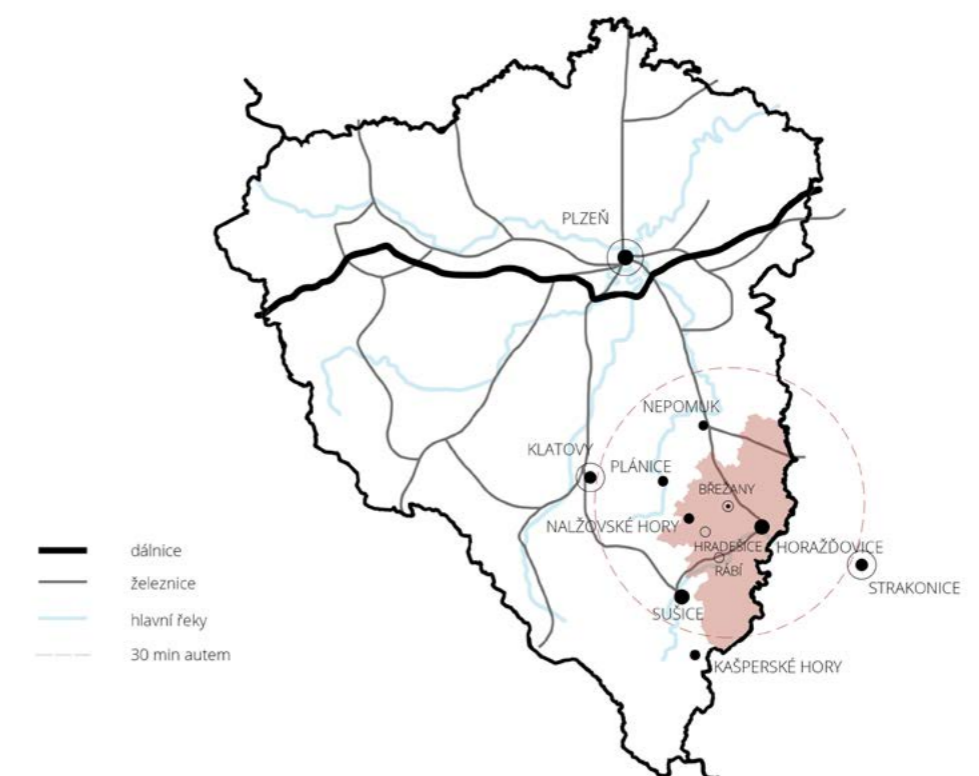 PLZEŇ
NEPOMUK
KLATOVY
PLÁNICE
BŘEŽANY
NALŽOVSKÉ HORY
HRADEŠICE
HORAŽĎOVICE
RÁBÍ
STRAKONICE
SUŠICE
KAŠPERSKÉ HORY
dálnice
železnice
hlavní řeky
30 min autem